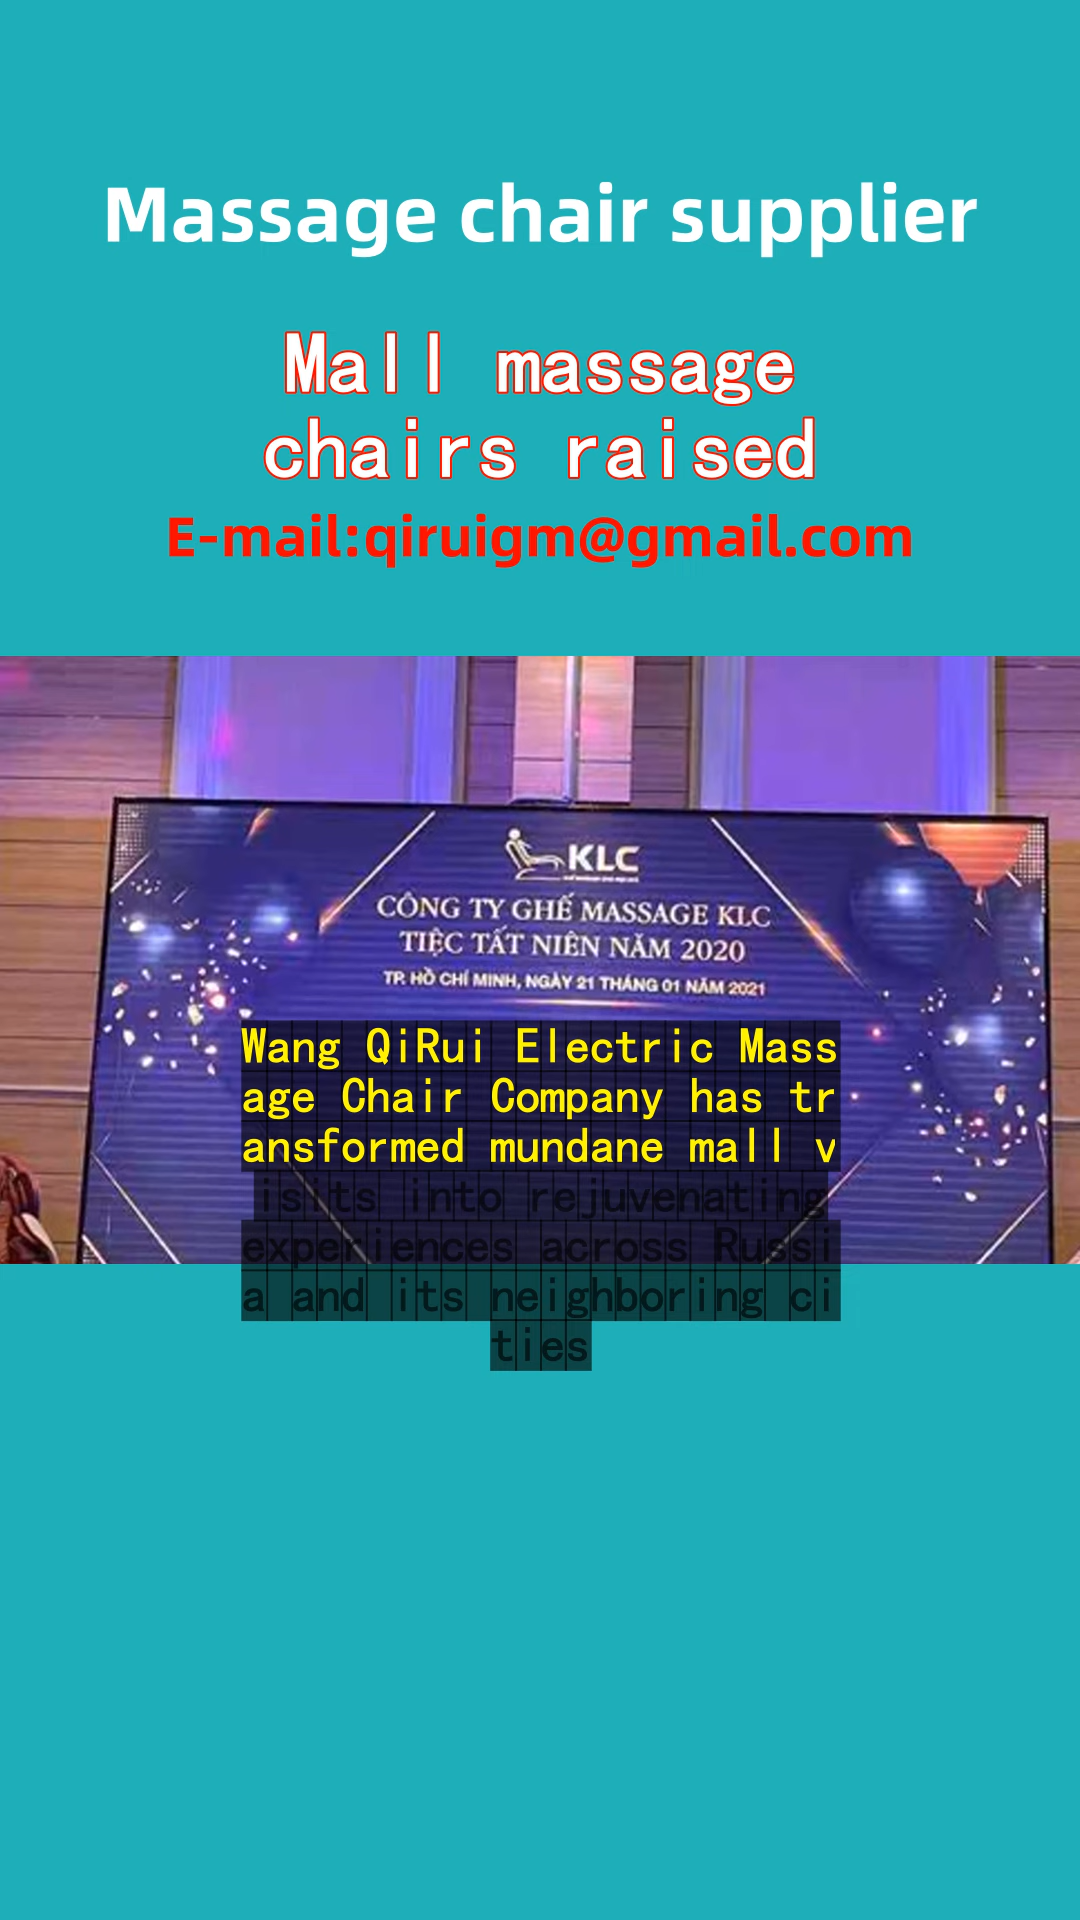 Massage chair supplier
Mall massage
chairs raised
E-mail:qiruigm@gmail.com
KLC
CÔNG TY GHẾ MASSAGE KLC
TIỆC TẤT NIÊN NĂM 2020
TP. HỒ CHÍ MINH, NGÀY 21 THÁNG 01 NĂM 2021
Wang QiRui Electric Mass
age Chair Company has tr
ansformed mundane mall v
isits into rejuvenating
experiences across Russi
a and its neighboring ci
ties